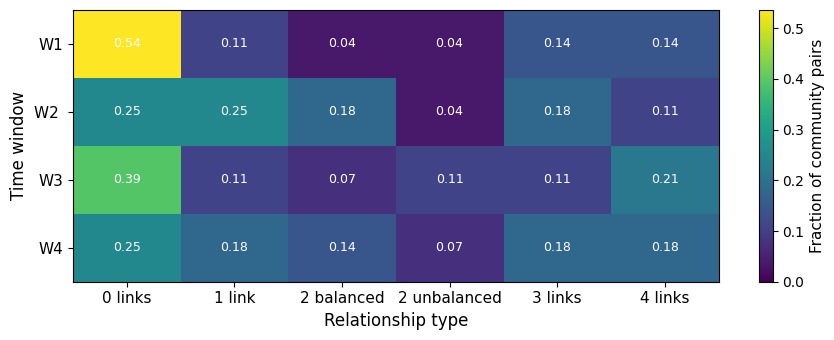 W1 0.54 0.11 0.04 0.04 0.14 0.14
W2 0.25 0.25 0.18 0.04 0.18 0.11
W3 0.39 0.11 0.07 0.11 0.11 0.21
W4 0.25 0.18 0.14 0.07 0.18 0.18
0 links 1 link 2 balanced 2 unbalanced 3 links 4 links
Relationship type
Time window
0.5
0.4
0.3
0.2
0.1
0.0
Fraction of community pairs